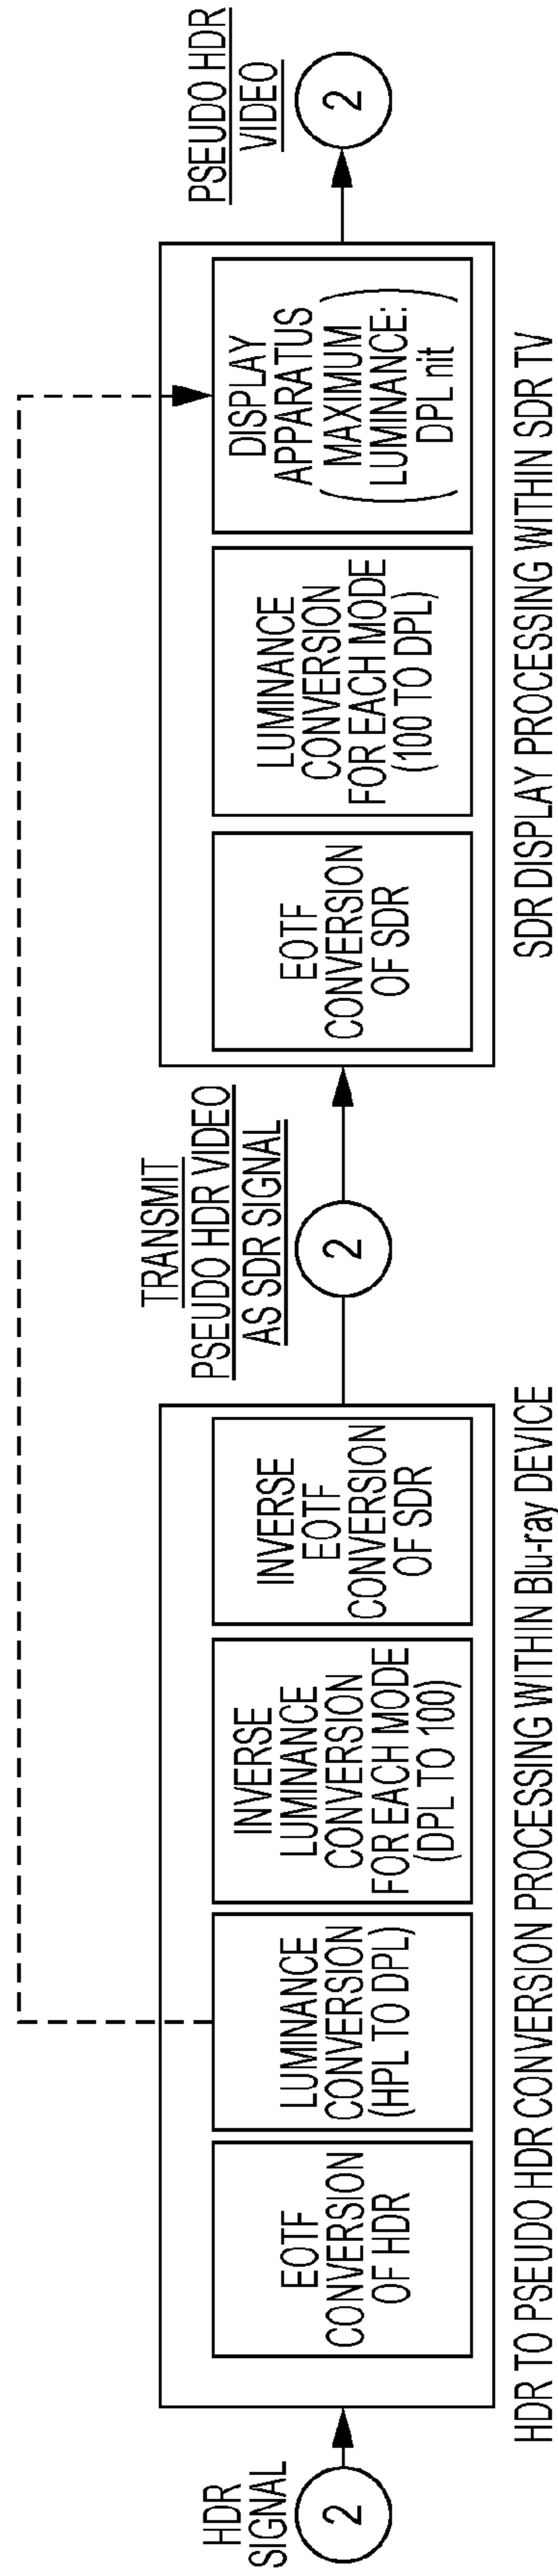 HDR
SIGNAL
2
EOTF
CONVERSION
OF HDR
LUMINANCE
CONVERSION
(HPL TO DPL)
INVERSE
LUMINANCE
CONVERSION
FOR EACH MODE
(DPL TO 100)
INVERSE
EOTF
CONVERSION
OF SDR
HDR TO PSEUDO HDR CONVERSION PROCESSING WITHIN Blu-ray DEVICE
TRANSMIT
PSEUDO HDR VIDEO
AS SDR SIGNAL
2
EOTF
CONVERSION
OF SDR
LUMINANCE
CONVERSION
FOR EACH MODE
(100 TO DPL)
DISPLAY
APPARATUS
(MAXIMUM
LUMINANCE:
DPL nit)
SDR DISPLAY PROCESSING WITHIN SDR TV
PSEUDO HDR
VIDEO
2